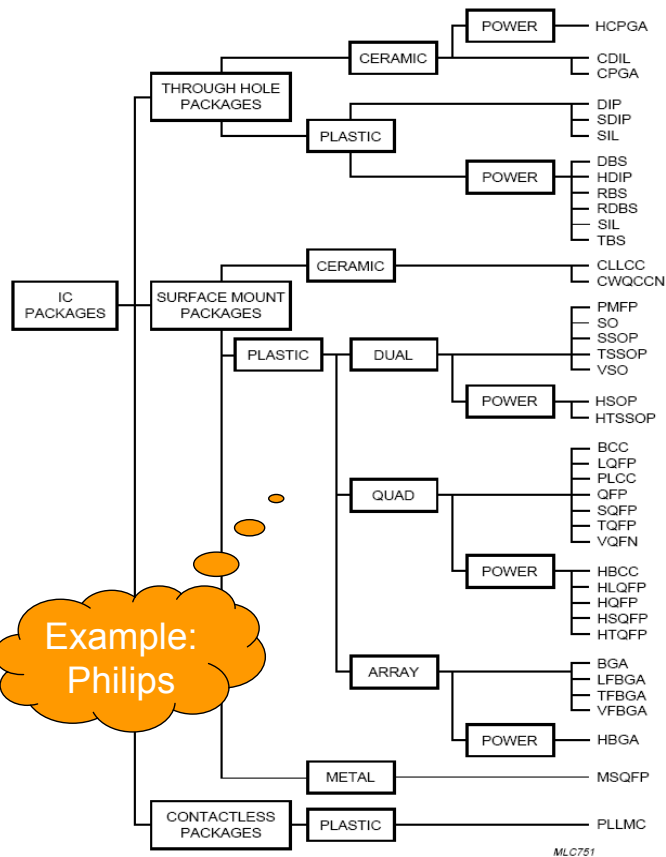 POWER
HCPGA
CERAMIC
CDIL
CPGA
THROUGH HOLE
PACKAGES
DIP
SDIP
SIL
PLASTIC
DBS
HDIP
POWER
RBS
RDBS
SIL
TBS
CERAMIC
CLLCC
CWQCCN
IC
PACKAGES
SURFACE MOUNT
PACKAGES
PMFP
SO
SSOP
TSSOP
VSO
PLASTIC
DUAL
POWER
HSOP
HTSSOP
BCC
LQFP
PLCC
QFP
SQFP
TQFP
VQFN
QUAD
POWER
HBCC
HLQFP
HQFP
HSQFP
HTQFP
Example:
Philips
ARRAY
BGA
LFBGA
TFBGA
VFBGA
POWER
HBGA
METAL
MSQFP
CONTACTLESS
PACKAGES
PLASTIC
PLLMC
MLC751